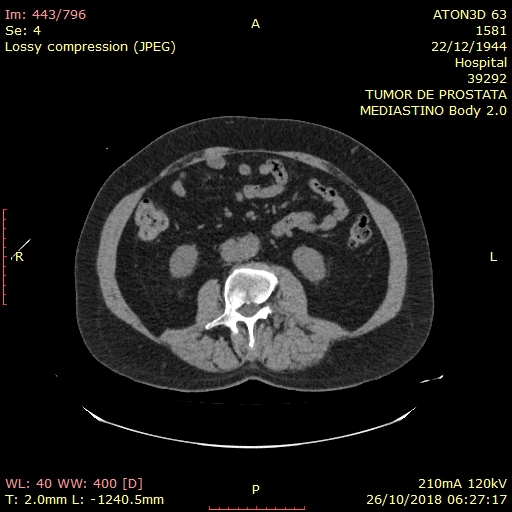 Im: 443/796
Se: 4
Lossy compression (JPEG)
A
ATON3D 63
1581
22/12/1944
Hospital
39292
TUMOR DE PROSTATA
MEDIASTINO Body 2.0
R
L
WL: 40 WW: 400 [D]
T: 2.0mm L: -1240.5mm
P
210mA 120kV
26/10/2018 06:27:17